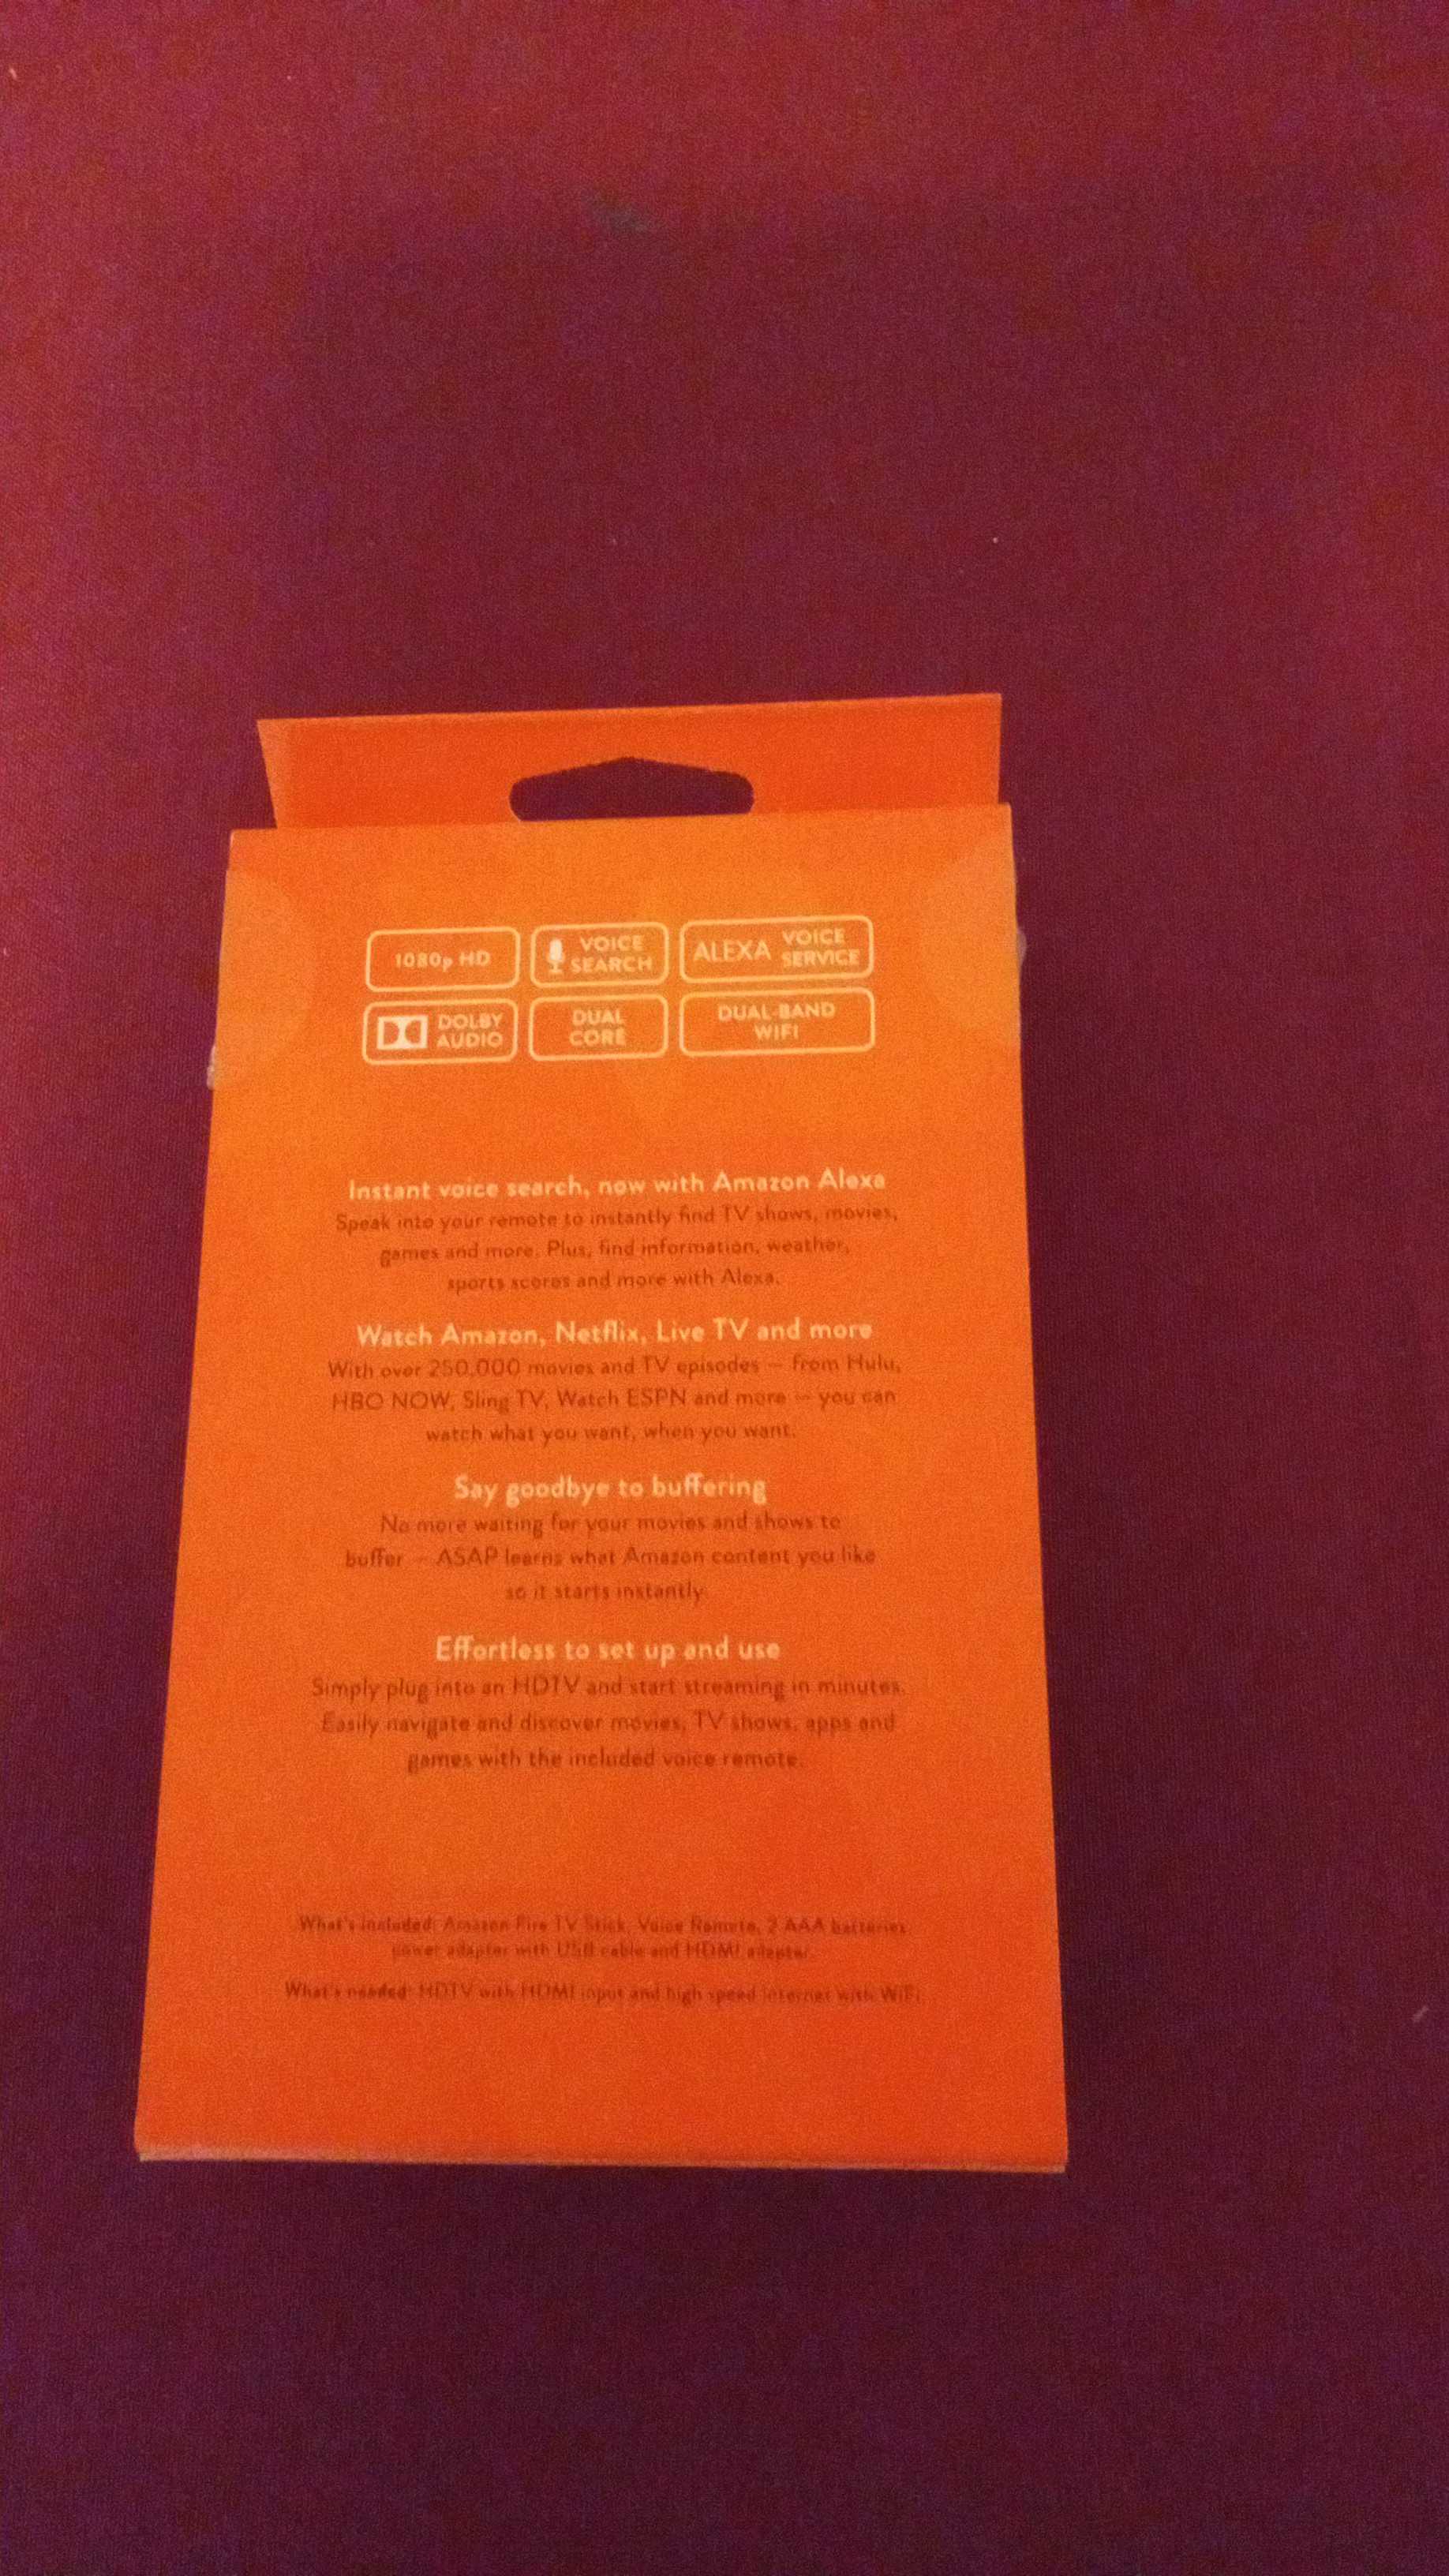 1080p HD
VOICE SEARCH
ALEXA VOICE SERVICE
DOLBY AUDIO
DUAL CORE
DUAL-BAND WIFI
Instant voice search, now with Amazon Alexa
Speak into your remote to instantly find TV shows, movies,
games and more. Plus, find information, weather,
sports scores and more with Alexa.
Watch Amazon, Netflix, Live TV and more
With over 250,000 movies and TV episodes — from Hulu,
HBO NOW, Sling TV, Watch ESPN and more — you can
watch what you want, when you want.
Say goodbye to buffering
No more waiting for your movies and shows to
buffer — ASAP learns what Amazon content you like
so it starts instantly.
Effortless to set up and use
Simply plug into an HDTV and start streaming in minutes.
Easily navigate and discover movies, TV shows, apps and
games with the included voice remote.
What's included: Amazon Fire TV Stick, Voice Remote, 2 AAA batteries
power adapter with USB cable and HDMI adapter.
What's needed: HDTV with HDMI input and high speed internet with WiFi